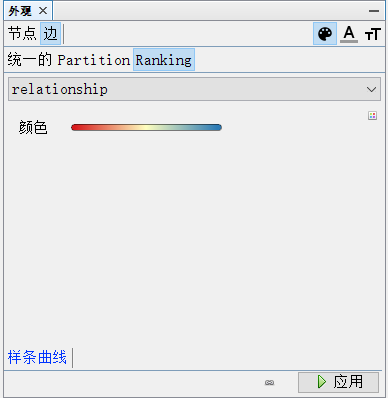 外观
节点 边 A TT
统一的 Partition Ranking
relationship
颜色
样条曲线
应用